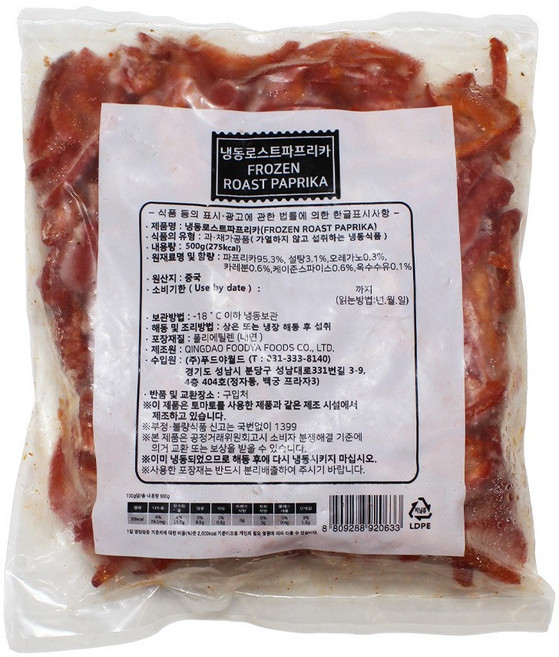 냉동로스트파프리카
FROZEN
ROAST PAPRIKA
– 식품 등의 표시·광고에 관한 법률에 의한 한글표시사항 –
· 제품명 : 냉동로스트파프리카(FROZEN ROAST PAPRIKA)
· 식품의 유형 : 과·채가공품( 가열하지 않고 섭취하는 냉동식품 )
· 내용량 : 500g(275kcal)
· 원재료명 및 함량 : 파프리카95.3%, 설탕3.1%, 오레가노0.3%,
카레분0.6%,케이준스파이스0.6%,옥수수유0.1%
· 원산지 : 중국
· 소비기한 ( Use by date ) : 까지
(읽는방법:년.월.일)
· 보관방법 : -18˚C 이하 냉동보관
· 해동 및 조리방법 : 상온 또는 냉장 해동 후 섭취
· 포장재질 : 폴리에틸렌 (내면)
· 제조원 : QINGDAO FOODYA FOODS CO., LTD.
· 수입원 : (주)푸드야월드 (T : 031-333-8140)
경기도 성남시 분당구 성남대로331번길 3-9,
4층 404호(정자동, 백궁 프라자3)
· 반품 및 교환장소 : 구입처
※이 제품은 토마토를 사용한 제품과 같은 제조 시설에서
제조하고 있습니다.
※부정·불량식품 신고는 국번없이 1399
※본 제품은 공정거래위원회고시 소비자 분쟁해결 기준에
의거 교환 또는 보상을 받을 수 있습니다.
※이미 냉동되었으므로 해동 후에 다시 냉동시키지 마십시오.
※사용한 포장재는 반드시 분리배출하여 주시기 바랍니다.
8 809288 920633
LDPE